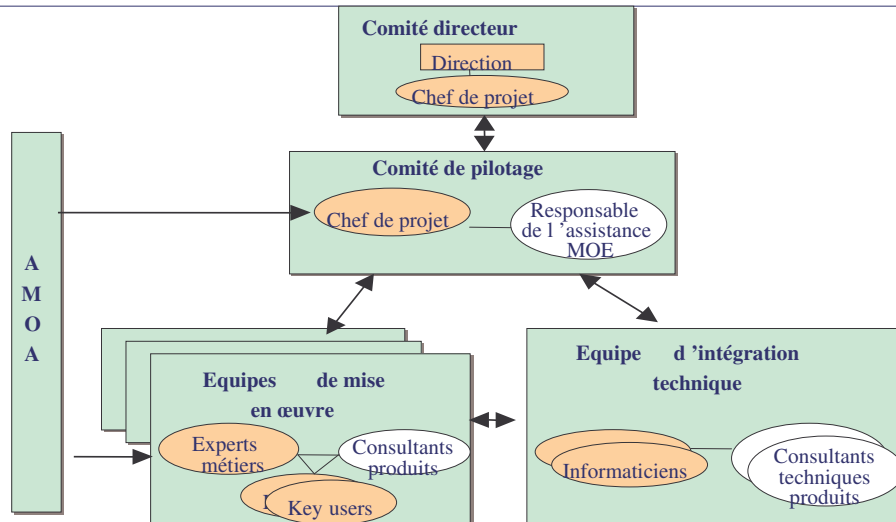 Comité directeur
Direction
Chef de projet
Comité de pilotage
Chef de projet
Responsable
de l ’assistance
MOE
A
M
O
A
Equipes de mise
en œuvre
Experts
métiers
Consultants
produits
Key users
Equipe d ’intégration
technique
Informaticiens
Consultants
techniques
produits